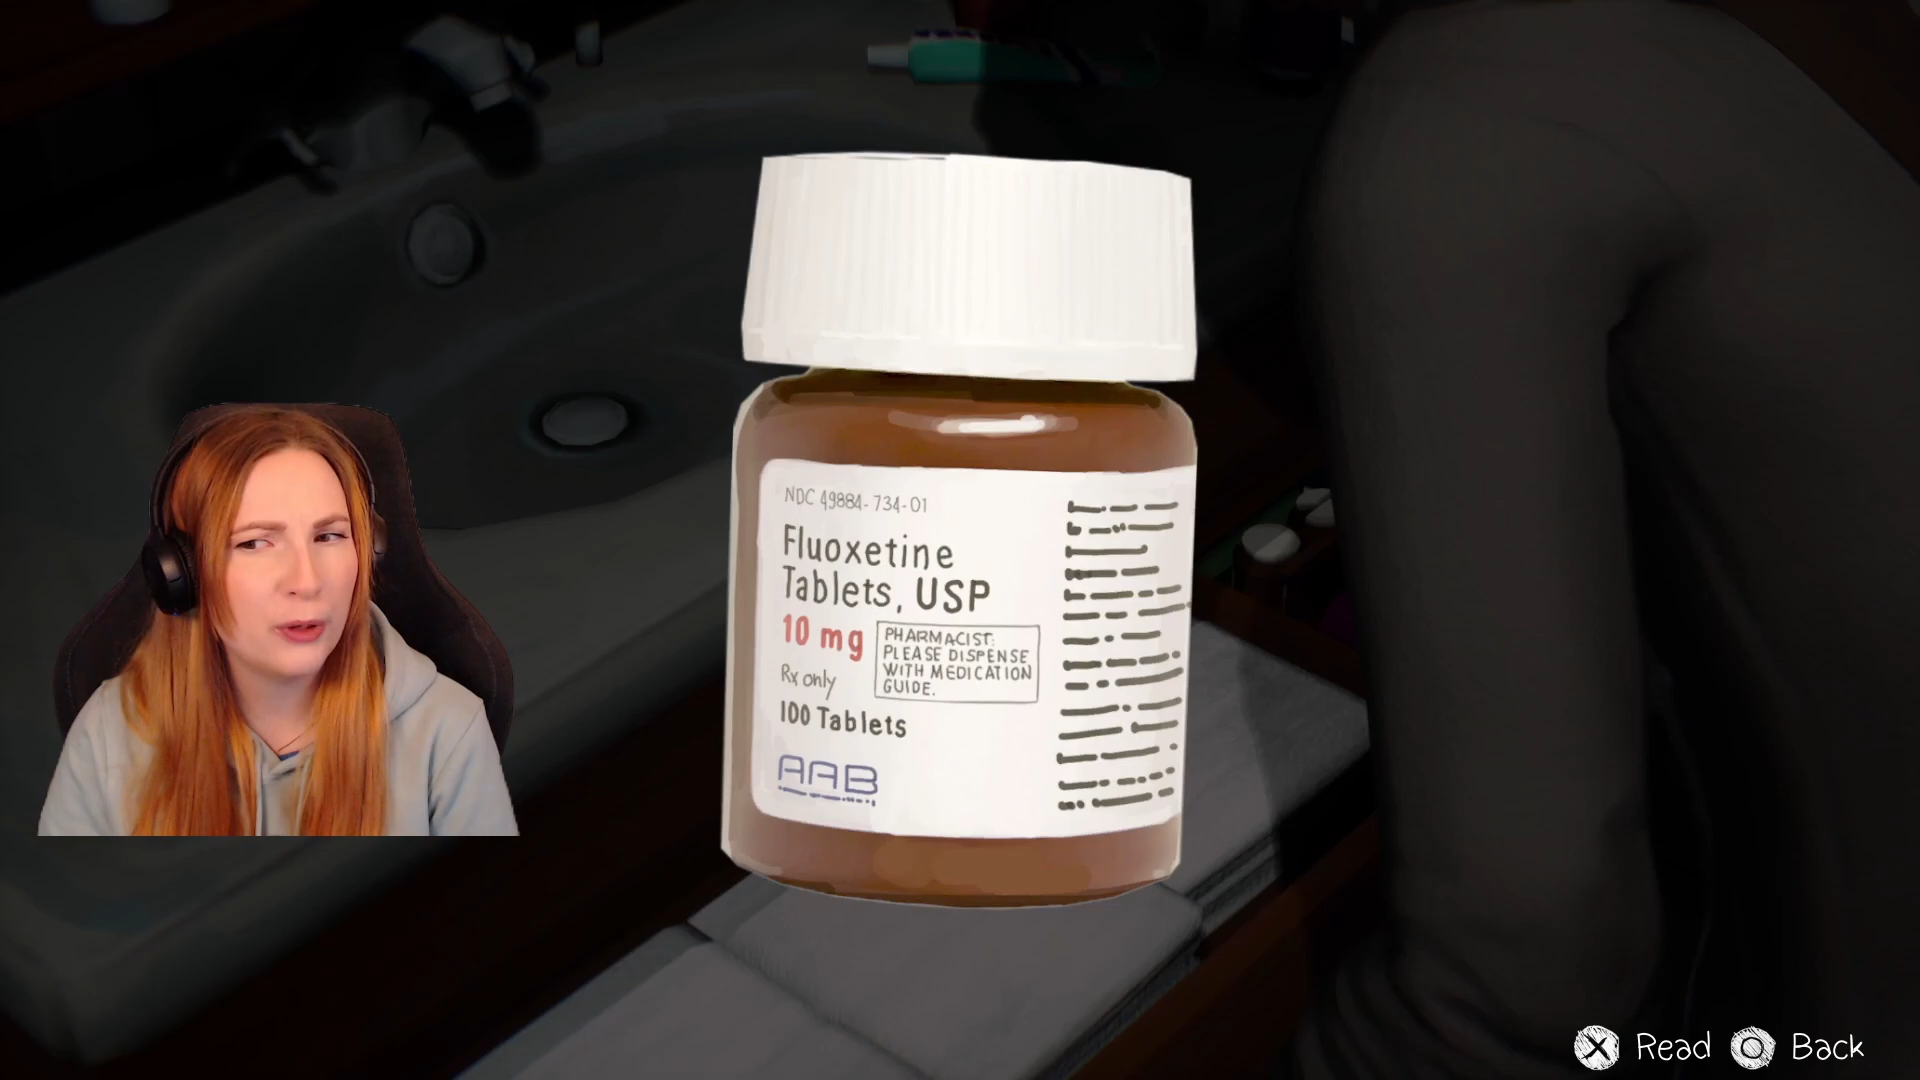 NDC 49884-734-01
Fluoxetine
Tablets, USP
10 mg
PHARMACIST:
PLEASE DISPENSE
WITH MEDICATION
GUIDE.
Rx only
100 Tablets
AAB
X Read O Back